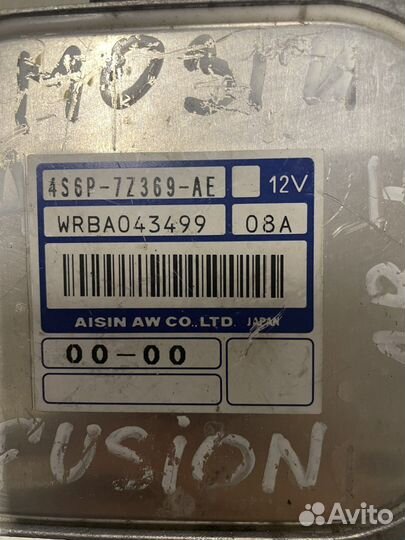 4S6P-7Z369-AE 12V
WRBA043499 08A
AISIN AW CO.,LTD. JAPAN
00-00
FUSION
Avito